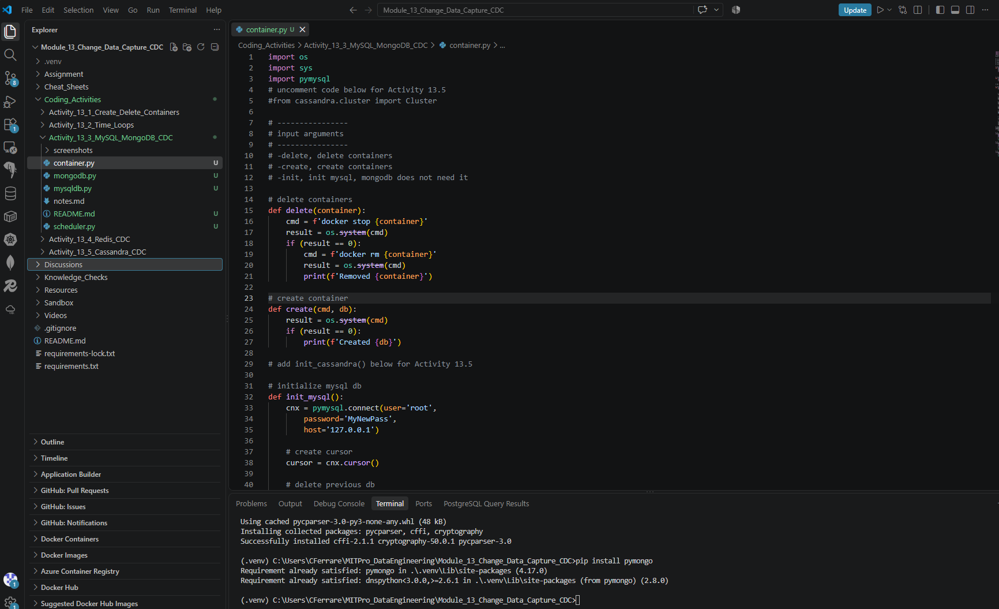 File Edit Selection View Go Run Terminal Help
Module_13_Change_Data_Capture_CDC
Update
Explorer
Module_13_Change_Data_Capture_CDC
.venv
Assignment
Cheat_Sheets
Coding_Activities
Activity_13_1_Create_Delete_Containers
Activity_13_2_Time_Loops
Activity_13_3_MySQL_MongoDB_CDC
screenshots
container.py U
mongodb.py U
mysqldb.py U
notes.md
README.md U
scheduler.py U
Activity_13_4_Redis_CDC
Activity_13_5_Cassandra_CDC
Discussions
Knowledge_Checks
Resources
Sandbox
Videos
.gitignore
README.md
requirements-lock.txt
requirements.txt
Outline
Timeline
Application Builder
GitHub: Pull Requests
GitHub: Issues
GitHub: Notifications
Docker Containers
Docker Images
Azure Container Registry
Docker Hub
Suggested Docker Hub Images
8
1
1
1
container.py U
Coding_Activities > Activity_13_3_MySQL_MongoDB_CDC > container.py > ...
1 import os
2 import sys
3 import pymysql
4 # uncomment code below for Activity 13.5
5 #from cassandra.cluster import Cluster
6
7 # ----------------
8 # input arguments
9 # ----------------
10 # -delete, delete containers
11 # -create, create containers
12 # -init, init mysql, mongodb does not need it
13
14 # delete containers
15 def delete(container):
16 cmd = f'docker stop {container}'
17 result = os.system(cmd)
18 if (result == 0):
19 cmd = f'docker rm {container}'
20 result = os.system(cmd)
21 print(f'Removed {container}')
22
23 # create container
24 def create(cmd, db):
25 result = os.system(cmd)
26 if (result == 0):
27 print(f'Created {db}')
28
29 # add init_cassandra() below for Activity 13.5
30
31 # initialize mysql db
32 def init_mysql():
33 cnx = pymysql.connect(user='root',
34 password='MyNewPass',
35 host='127.0.0.1')
36
37 # create cursor
38 cursor = cnx.cursor()
39
40 # delete previous db
Problems Output Debug Console Terminal Ports PostgreSQL Query Results
Using cached pycparser-3.0-py3-none-any.whl (48 kB)
Installing collected packages: pycparser, cffi, cryptography
Successfully installed cffi-2.1.1 cryptography-50.0.1 pycparser-3.0
(.venv) C:\Users\CFerrare\MITPro_DataEngineering\Module_13_Change_Data_Capture_CDC>pip install pymongo
Requirement already satisfied: pymongo in .\.venv\Lib\site-packages (4.17.0)
Requirement already satisfied: dnspython<3.0.0,>=2.6.1 in .\.venv\Lib\site-packages (from pymongo) (2.8.0)
(.venv) C:\Users\CFerrare\MITPro_DataEngineering\Module_13_Change_Data_Capture_CDC>